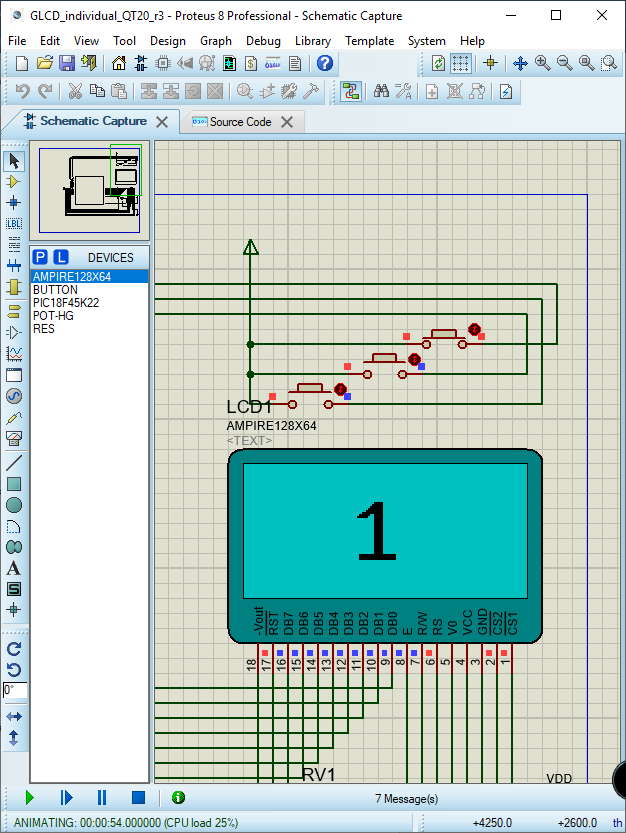 GLCD_individual_QT20_r3 - Proteus 8 Professional - Schematic Capture
File Edit View Tool Design Graph Debug Library Template System Help
Schematic Capture
Source Code
P L DEVICES
AMPIRE128X64
BUTTON
PIC18F45K22
POT-HG
RES
LBL
A
S
0°
LCD1
AMPIRE128X64
<TEXT>
1
-Vout RST DB7 DB6 DB5 DB4 DB3 DB2 DB1 DB0 E R/W RS V0 VCC GND CS2 CS1
18 17 16 15 14 13 12 11 10 9 8 7 6 5 4 3 2 1
RV1
VDD
7 Message(s)
ANIMATING: 00:00:54.000000 (CPU load 25%)
+4250.0 +2600.0 th